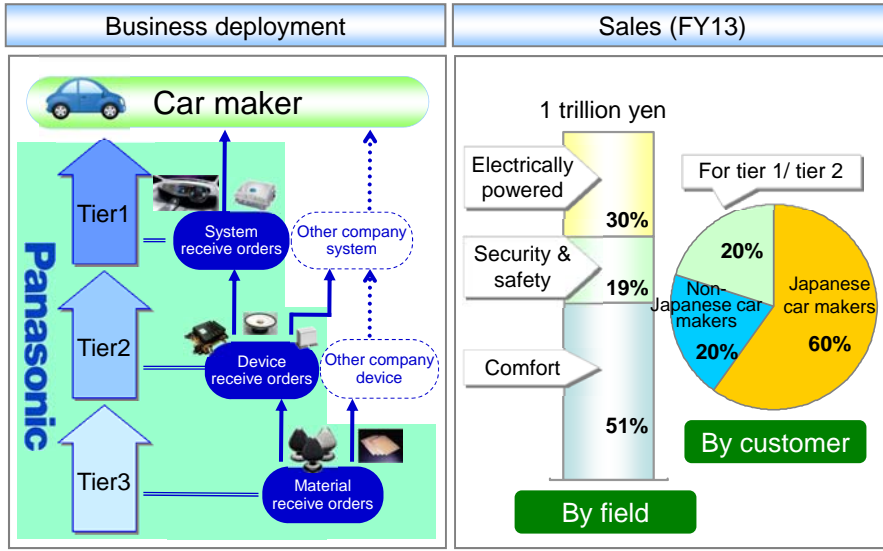 Business deployment
Car maker
Panasonic
Tier1
System
receive orders
Other company
system
Tier2
Device
receive orders
Other company
device
Tier3
Material
receive orders
Sales (FY13)
1 trillion yen
Electrically
powered
30%
Security &
safety
19%
Comfort
51%
By field
For tier 1/ tier 2
20%
Japanese
car makers
60%
Non-
Japanese car
makers
20%
By customer